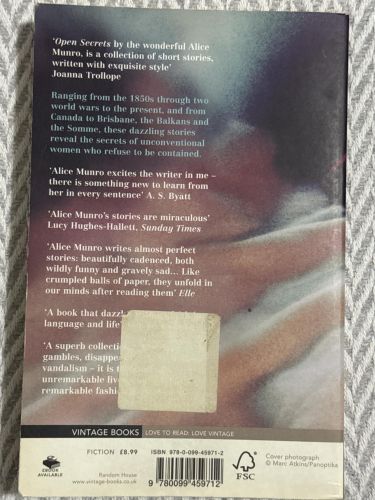 'Open Secrets by the wonderful Alice
Munro, is a collection of short stories,
written with exquisite style'
Joanna Trollope
Ranging from the 1850s through two
world wars to the present, and from
Canada to Brisbane, the Balkans and
the Somme, these dazzling stories
reveal the secrets of unconventional
women who refuse to be contained.
'Alice Munro excites the writer in me –
there is something new to learn from
her in every sentence' A. S. Byatt
'Alice Munro's stories are miraculous'
Lucy Hughes-Hallett, Sunday Times
'Alice Munro writes almost perfect
stories: beautifully cadenced, both
wildly funny and gravely sad... Like
crumpled balls of paper, they unfold in
our minds after reading them' Elle
'A book that dazzl
language and life'
'A superb collecti
gambles, disappea
vandalism – it is t
unremarkable live
remarkable fashi
VINTAGE BOOKS LOVE TO READ: LOVE VINTAGE
FICTION £8.99
ISBN 978-0-099-45971-2
Cover photograph
© Marc Atkins/Panoptika
EBOOK
AVAILABLE
Random House
www.vintage-books.co.uk
9 780099 459712
FSC